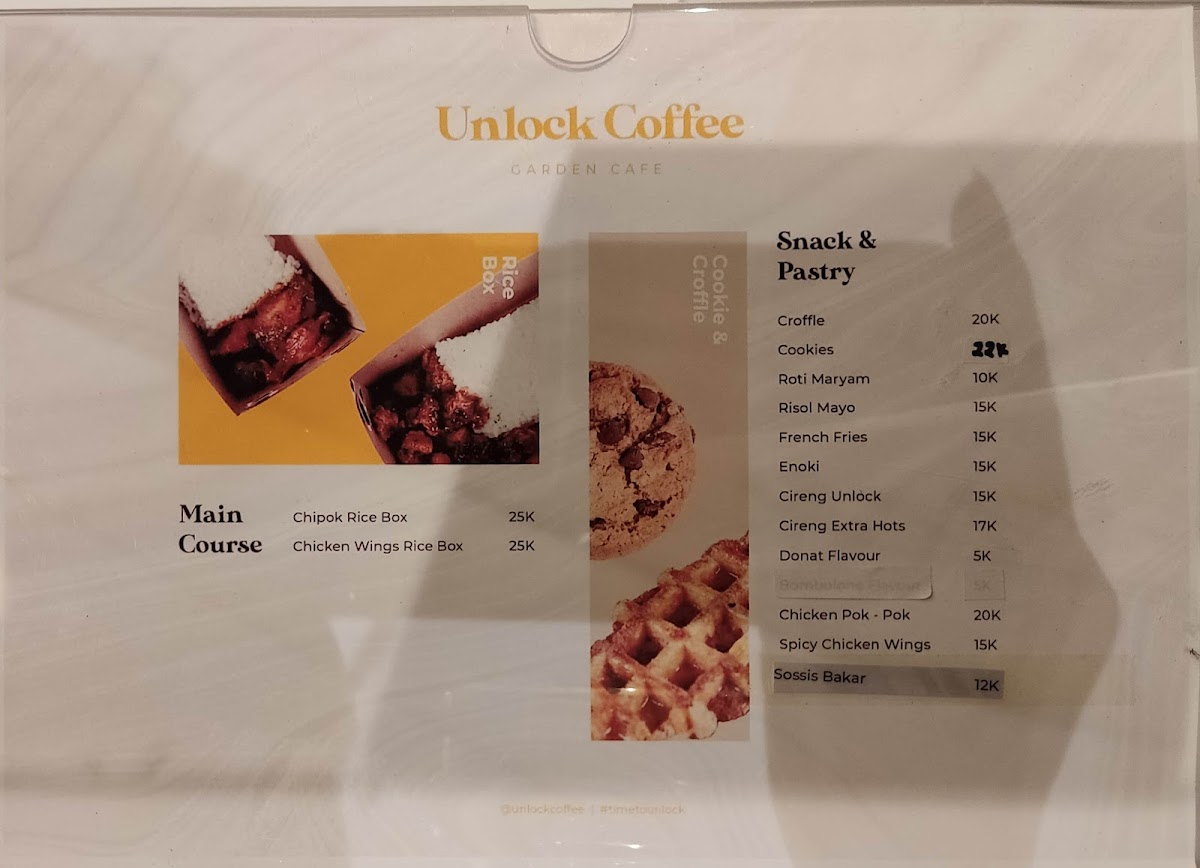 Unlock Coffee
GARDEN CAFE
Rice
Box
Main
Course
Chipok Rice Box 25K
Chicken Wings Rice Box 25K
Cookie &
Croffle
Snack &
Pastry
Croffle 20K
Cookies 22K
Roti Maryam 10K
Risol Mayo 15K
French Fries 15K
Enoki 15K
Cireng Unlock 15K
Cireng Extra Hots 17K
Donat Flavour 5K
Bombolone Flavour 5K
Chicken Pok - Pok 20K
Spicy Chicken Wings 15K
Sossis Bakar 12K
@unlockcoffee | #timetounlock